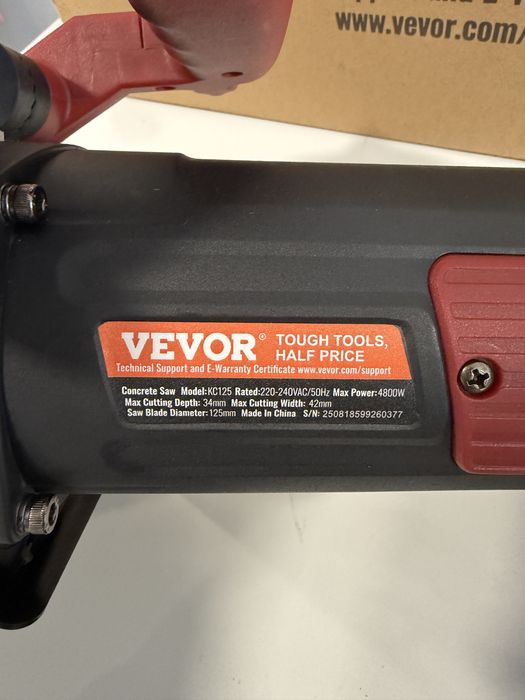 www.vevor.com/
VEVOR® TOUGH TOOLS,
HALF PRICE
Technical Support and E-Warranty Certificate www.vevor.com/support
Concrete Saw Model:KC125 Rated:220-240VAC/50Hz Max Power:4800W
Max Cutting Depth: 34mm Max Cutting Width: 42mm
Saw Blade Diameter:125mm Made In China S/N: 250818599260377